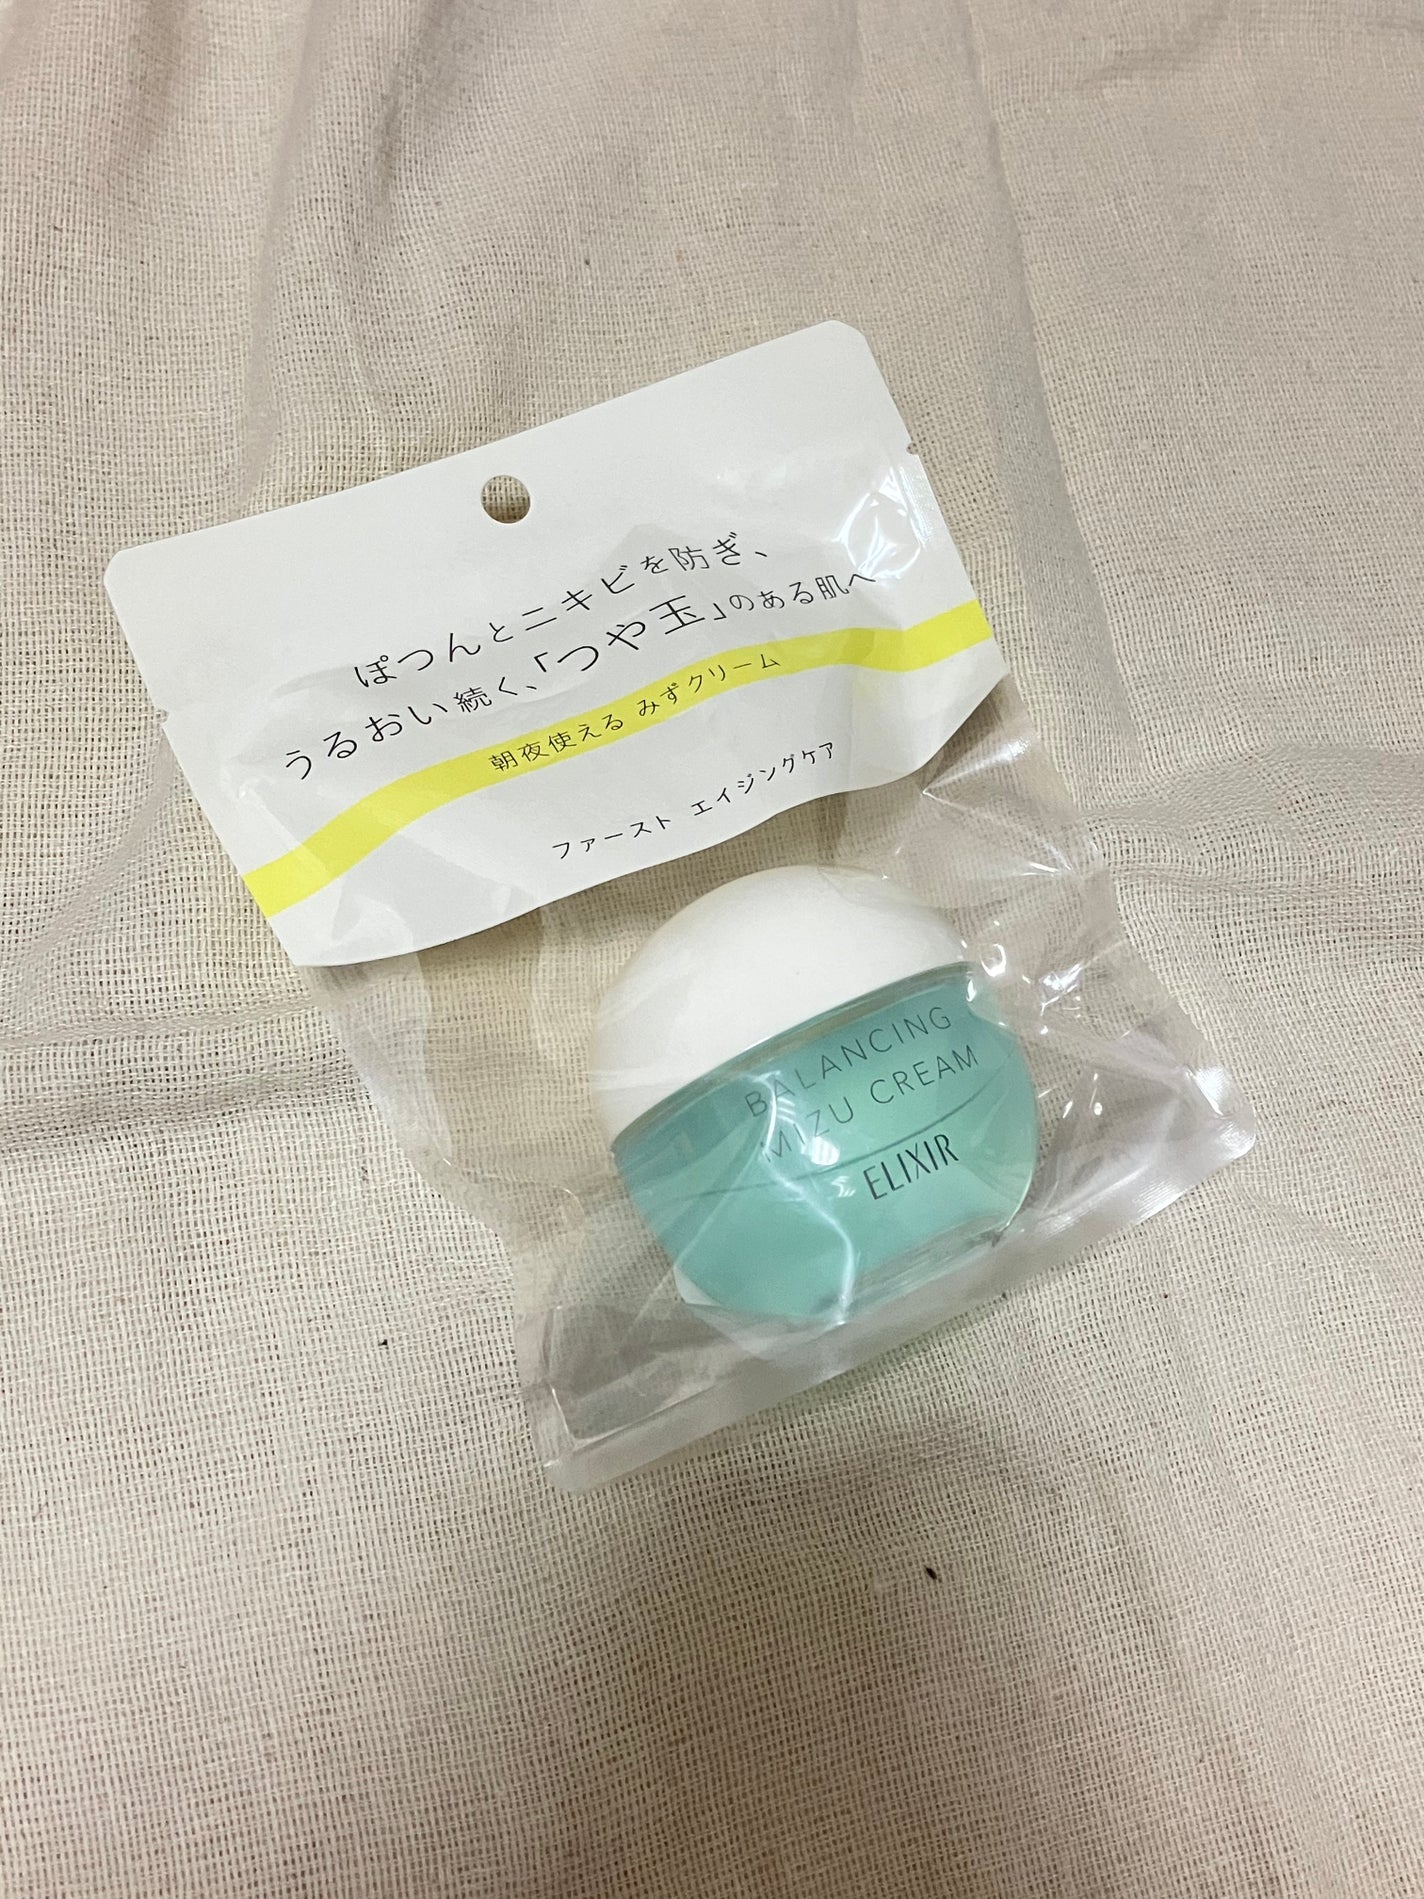 ぽつんとニキビを防ぎ、
うるおい続く、「つや玉」のある肌へ
朝夜使える みずクリーム
ファースト エイジングケア
BALANCING
MIZU CREAM
ELIXIR